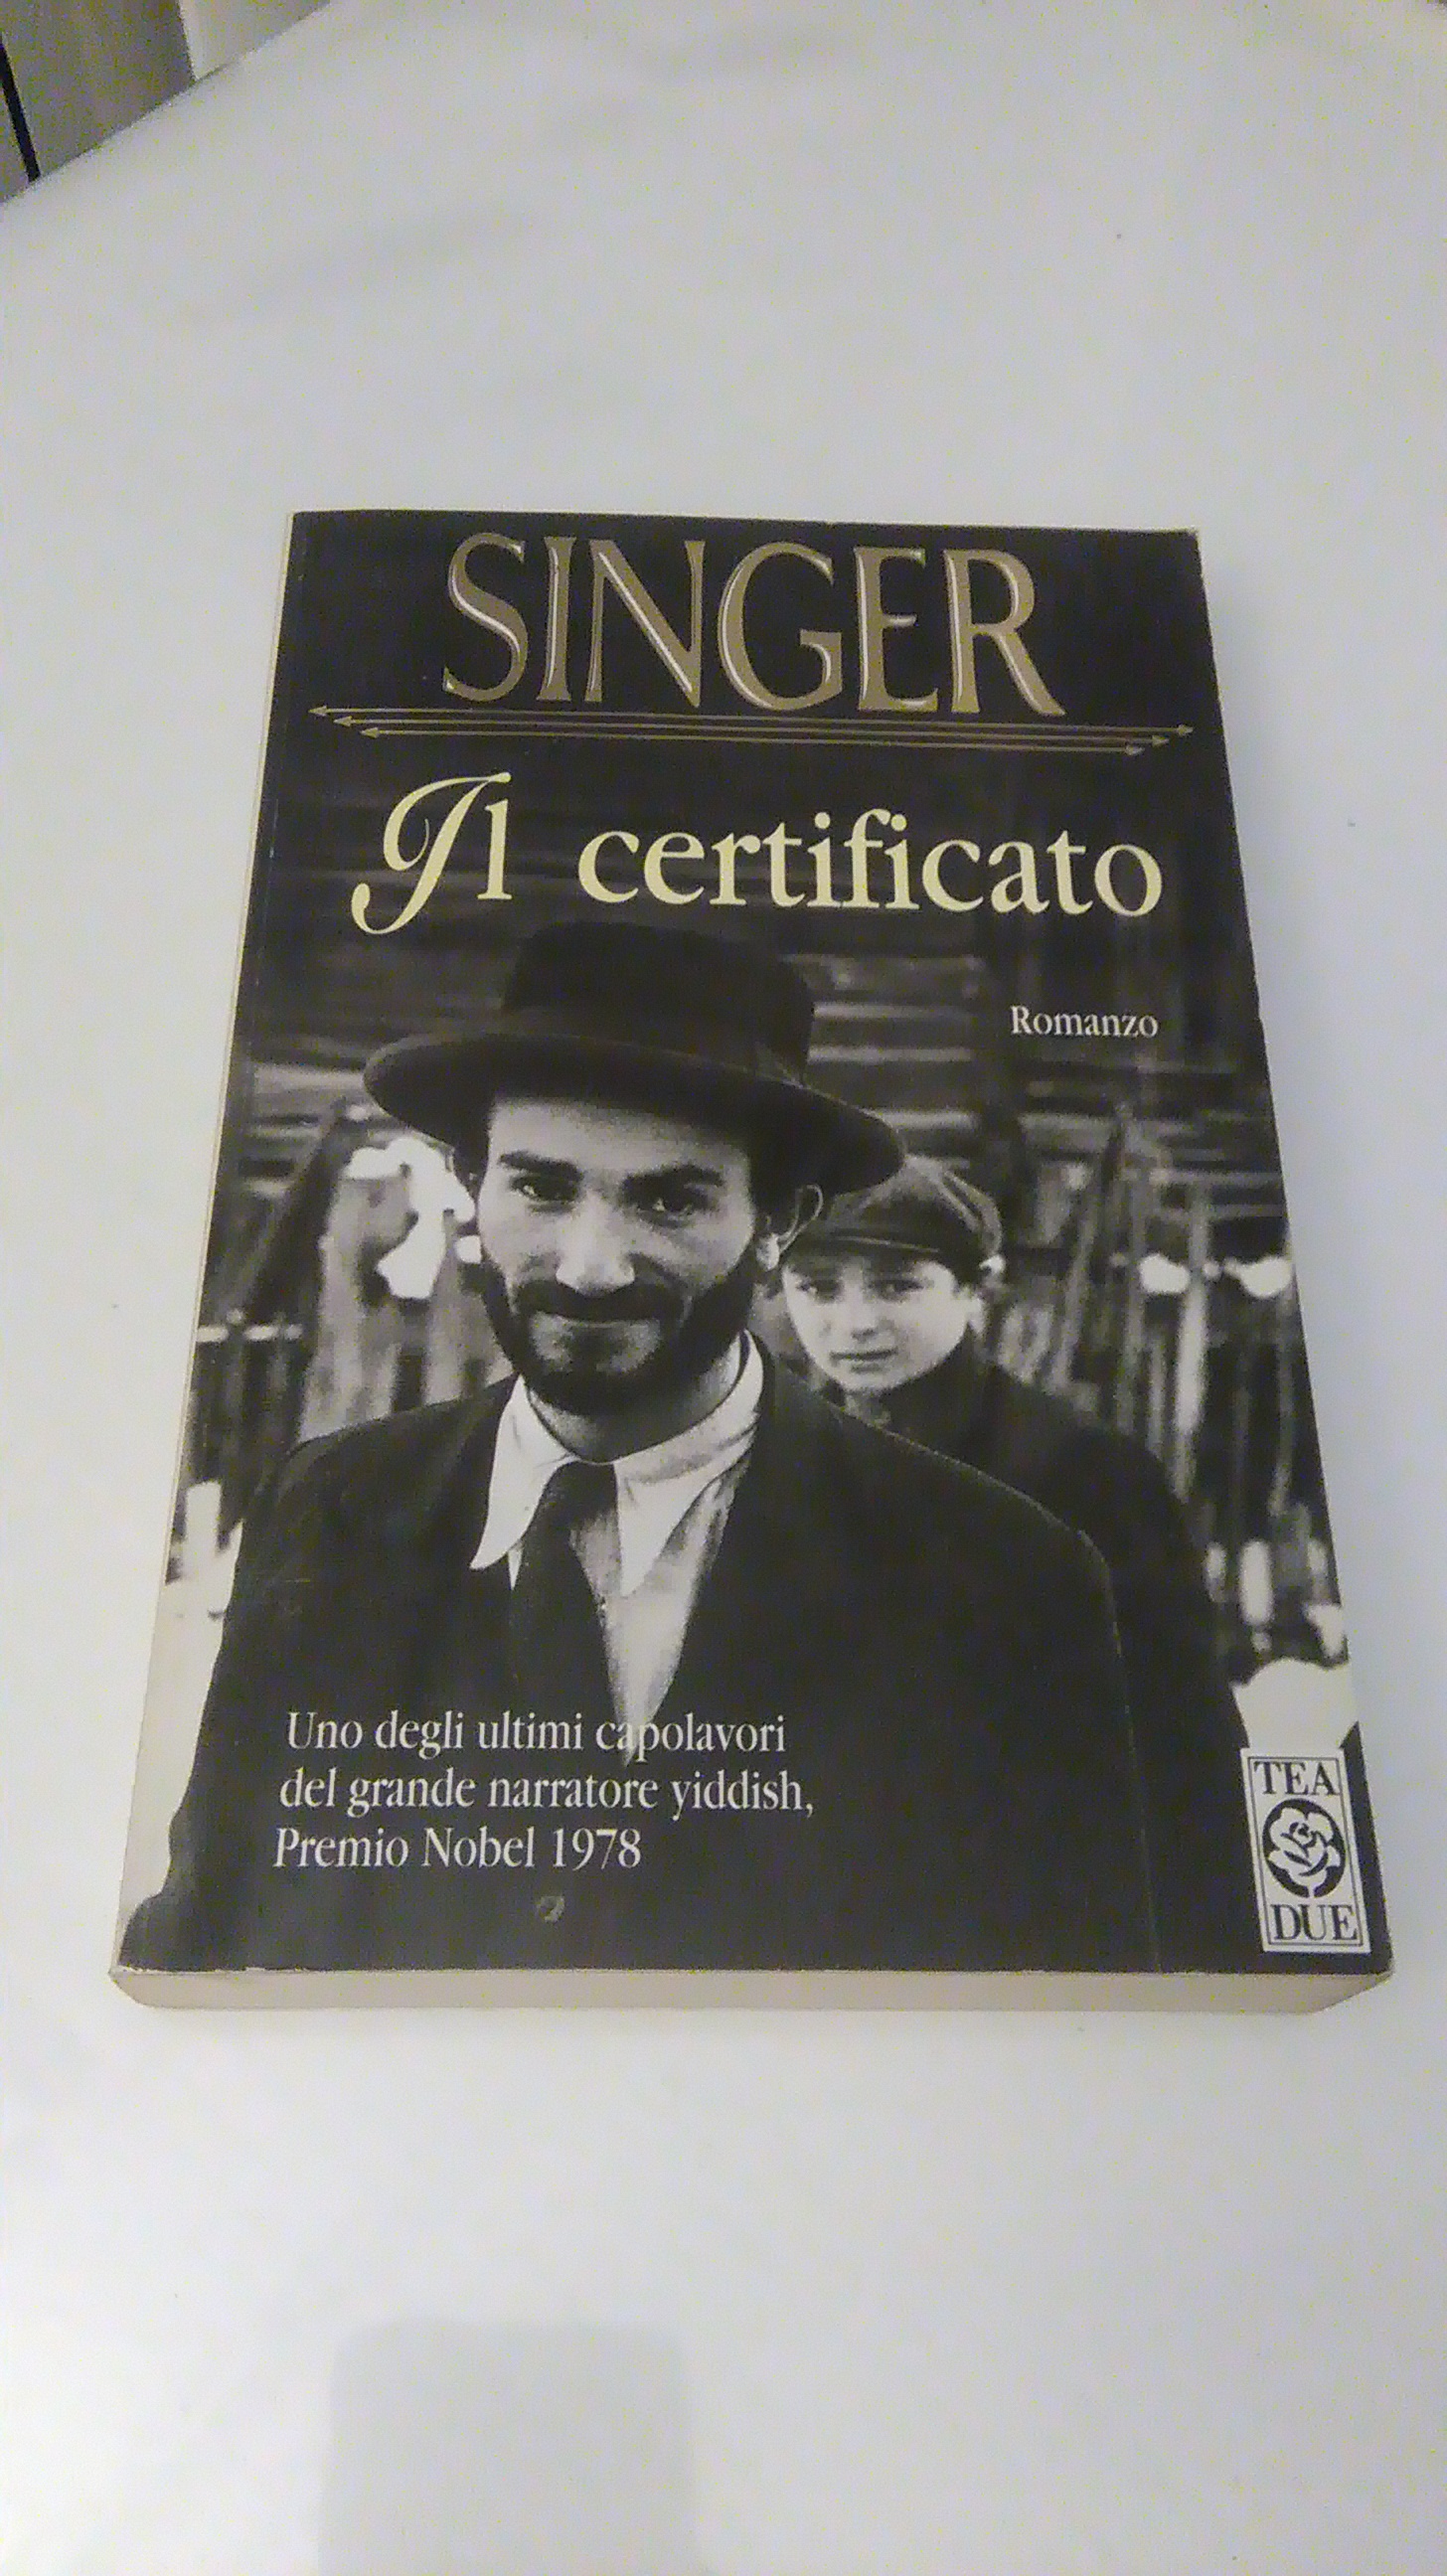 SINGER
Il certificato
Romanzo
Uno degli ultimi capolavori
del grande narratore yiddish,
Premio Nobel 1978
TEA
DUE